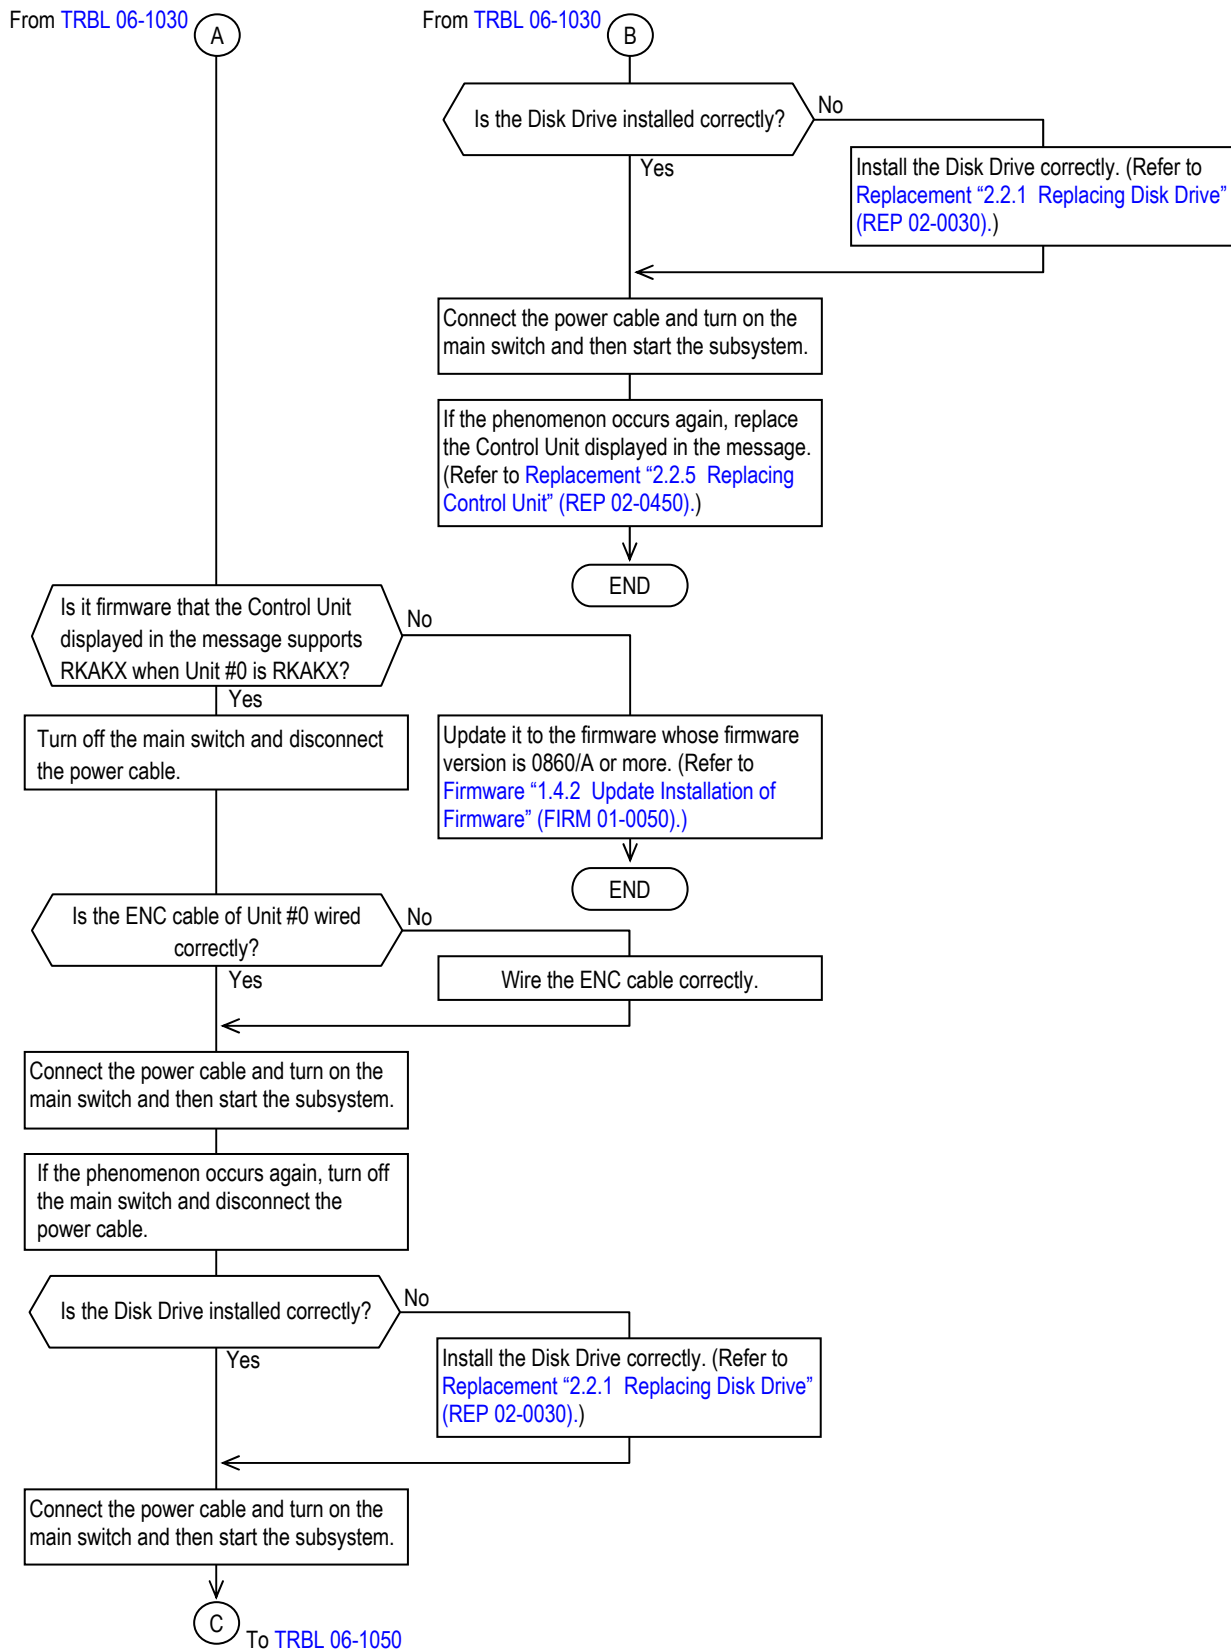 From TRBL 06-1030
A
From TRBL 06-1030
B
Is the Disk Drive installed correctly?
No
Yes
Install the Disk Drive correctly. (Refer to
Replacement “2.2.1 Replacing Disk Drive”
(REP 02-0030).)
Connect the power cable and turn on the
main switch and then start the subsystem.
If the phenomenon occurs again, replace
the Control Unit displayed in the message.
(Refer to Replacement “2.2.5 Replacing
Control Unit” (REP 02-0450).)
END
Is it firmware that the Control Unit
displayed in the message supports
RKAKX when Unit #0 is RKAKX?
No
Yes
Turn off the main switch and disconnect
the power cable.
Update it to the firmware whose firmware
version is 0860/A or more. (Refer to
Firmware “1.4.2 Update Installation of
Firmware” (FIRM 01-0050).)
END
Is the ENC cable of Unit #0 wired
correctly?
No
Yes
Wire the ENC cable correctly.
Connect the power cable and turn on the
main switch and then start the subsystem.
If the phenomenon occurs again, turn off
the main switch and disconnect the
power cable.
Is the Disk Drive installed correctly?
No
Yes
Install the Disk Drive correctly. (Refer to
Replacement “2.2.1 Replacing Disk Drive”
(REP 02-0030).)
Connect the power cable and turn on the
main switch and then start the subsystem.
C
To TRBL 06-1050